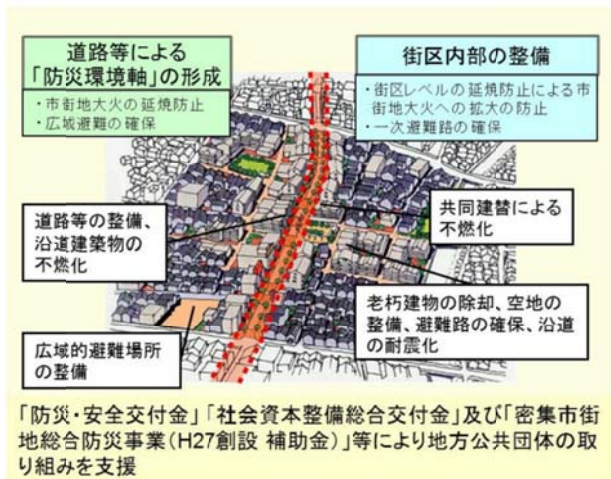 道路等による
「防災環境軸」の形成
・市街地大火の延焼防止
・広域避難の確保
街区内部の整備
・街区レベルの延焼防止による市
街地大火への拡大の防止
・一次避難路の確保
道路等の整備、
沿道建築物の
不燃化
共同建替による
不燃化
老朽建物の除却、空地の
整備、避難路の確保、沿道
の耐震化
広域的避難場所
の整備
「防災・安全交付金」「社会資本整備総合交付金」及び「密集市街
地総合防災事業(H27創設 補助金)」等により地方公共団体の取
り組みを支援